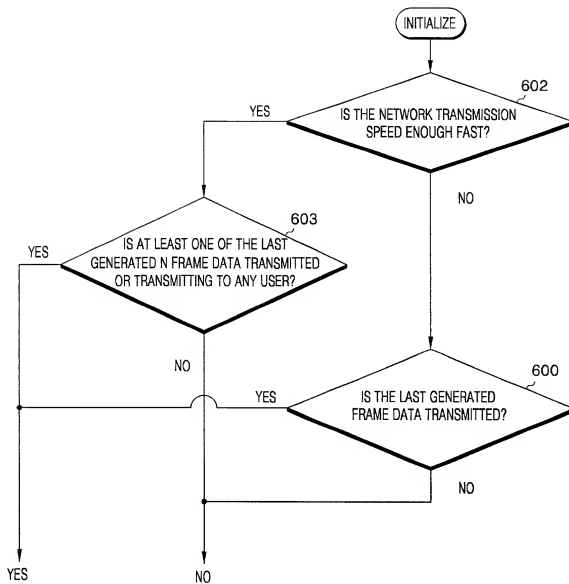 INITIALIZE
602
IS THE NETWORK TRANSMISSION
SPEED ENOUGH FAST?
YES
NO
603
IS AT LEAST ONE OF THE LAST
GENERATED N FRAME DATA TRANSMITTED
OR TRANSMITTING TO ANY USER?
YES
NO
600
IS THE LAST GENERATED
FRAME DATA TRANSMITTED?
YES
NO
YES
NO